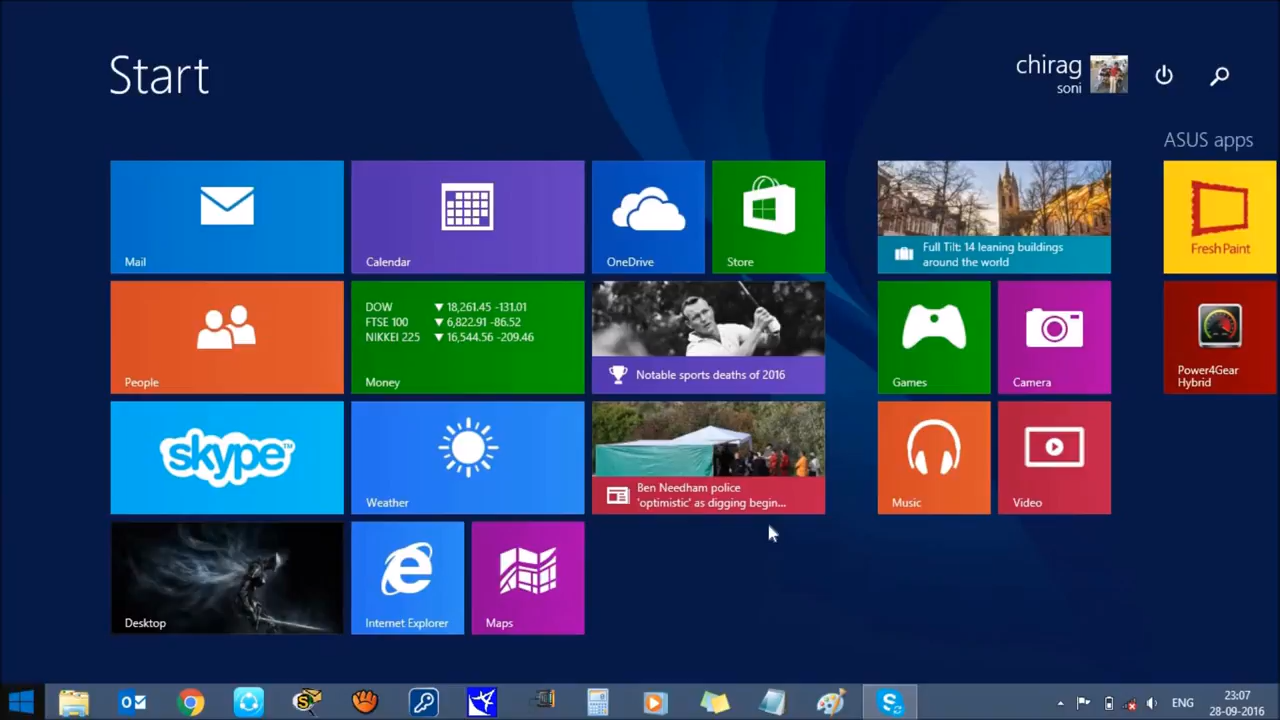 Start
chirag
soni
ASUS apps
Mail
Calendar
OneDrive
Store
Full Tilt: 14 leaning buildings
around the world
Fresh Paint
People
DOW ▼ 18,261.45 -131.01
FTSE 100 ▼ 6,822.91 -86.52
NIKKEI 225 ▼ 16,544.56 -209.46
Money
Notable sports deaths of 2016
Games
Camera
Power4Gear
Hybrid
skype™
Weather
Ben Needham police
'optimistic' as digging begin...
Music
Video
Desktop
Internet Explorer
Maps
ENG
23:07
28-09-2016